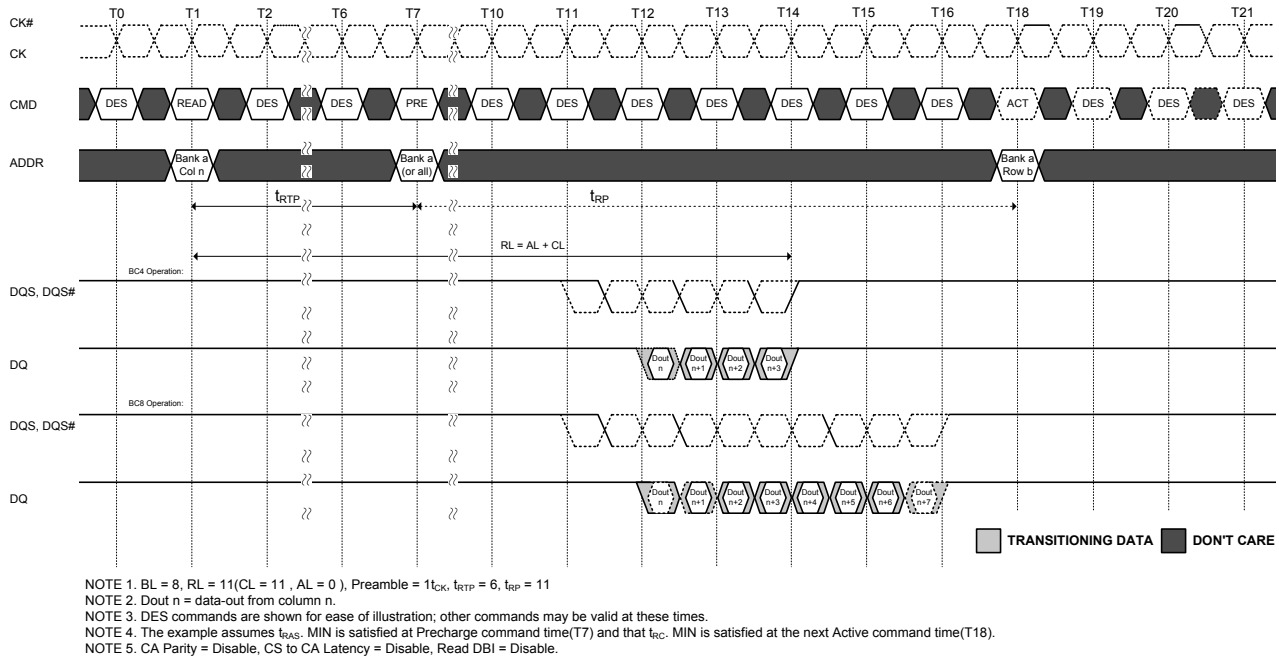 T0 T1 T2 T6 T7 T10 T11 T12 T13 T14 T15 T16 T18 T19 T20 T21
CK#
CK
CMD DES READ DES DES PRE DES DES DES DES DES DES DES ACT DES DES DES
ADDR
Bank a
Col n
Bank a
(or all)
Bank a
Row b
tRTP tRP
RL = AL + CL
BC4 Operation:
DQS, DQS#
DQ
Dout n
Dout n+1
Dout n+2
Dout n+3
BC8 Operation:
DQS, DQS#
DQ
Dout n
Dout n+1
Dout n+2
Dout n+3
Dout n+4
Dout n+5
Dout n+6
Dout n+7
TRANSITIONING DATA DON'T CARE
NOTE 1. BL = 8, RL = 11(CL = 11 , AL = 0 ), Preamble = 1tCK, tRTP = 6, tRP = 11
NOTE 2. Dout n = data-out from column n.
NOTE 3. DES commands are shown for ease of illustration; other commands may be valid at these times.
NOTE 4. The example assumes tRAS. MIN is satisfied at Precharge command time(T7) and that tRC. MIN is satisfied at the next Active command time(T18).
NOTE 5. CA Parity = Disable, CS to CA Latency = Disable, Read DBI = Disable.